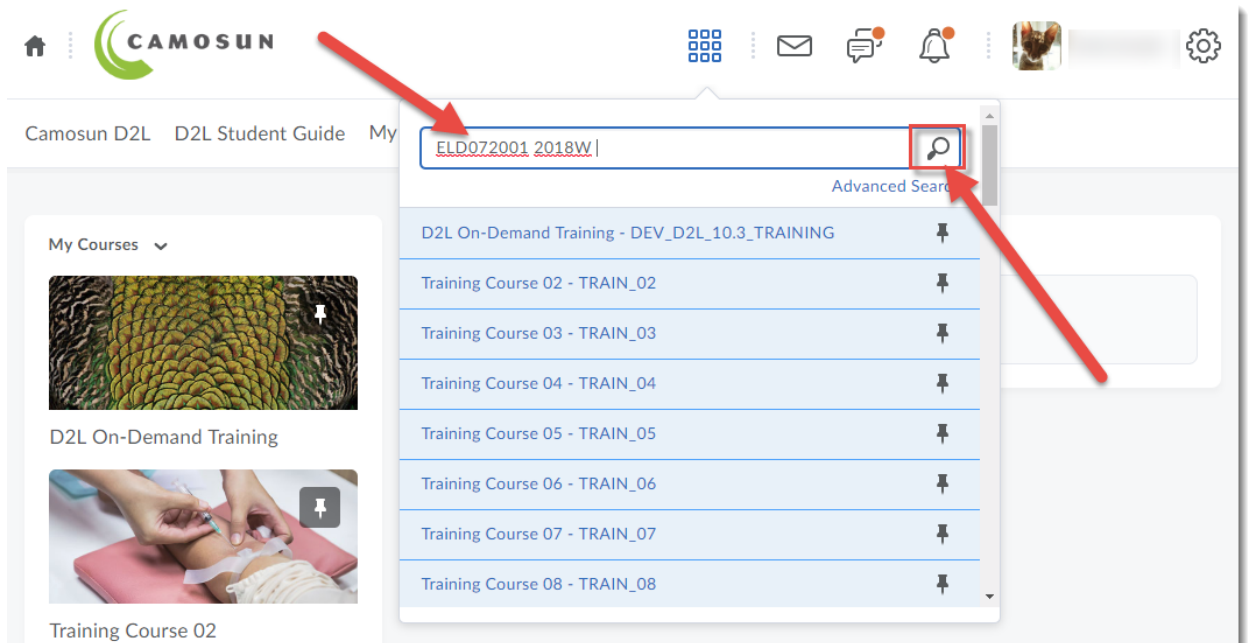 CAMOSUN
Camosun D2L D2L Student Guide My
ELD072001 2018W
Advanced Search
My Courses
D2L On-Demand Training - DEV_D2L_10.3_TRAINING
Training Course 02 - TRAIN_02
Training Course 03 - TRAIN_03
Training Course 04 - TRAIN_04
D2L On-Demand Training
Training Course 05 - TRAIN_05
Training Course 06 - TRAIN_06
Training Course 07 - TRAIN_07
Training Course 08 - TRAIN_08
Training Course 02